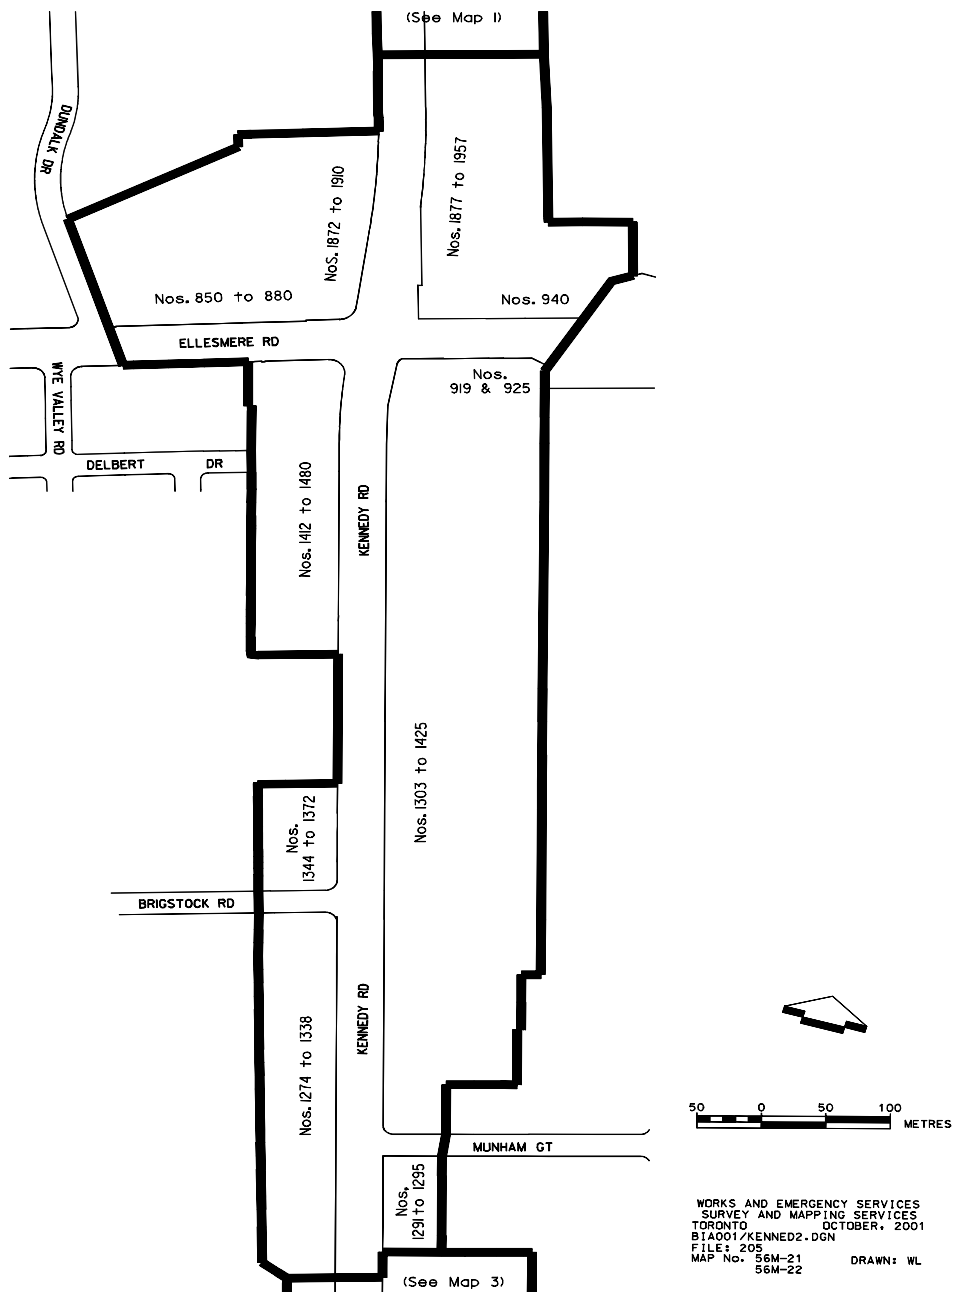 (See Map 1)
DUNDALK DR
NoS. 1872 to 1910
Nos. 1877 to 1957
Nos. 850 to 880
Nos. 940
ELLESMERE RD
WYE VALLEY RD
Nos.
919 & 925
DELBERT DR
Nos. 1412 to 1480
KENNEDY RD
Nos. 1303 to 1425
Nos.
1344 to 1372
BRIGSTOCK RD
KENNEDY RD
Nos. 1274 to 1338
50 0 50 100
METRES
MUNHAM GT
Nos.
1291 to 1295
WORKS AND EMERGENCY SERVICES
SURVEY AND MAPPING SERVICES
TORONTO OCTOBER, 2001
BIA001/KENNED2.DGN
FILE: 205
MAP No. 56M-21 DRAWN: WL
56M-22
(See Map 3)